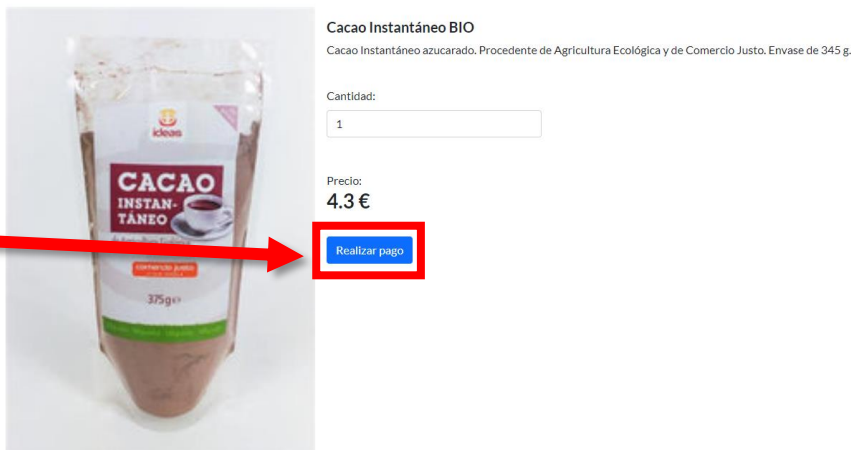 Cacao Instantáneo BIO
Cacao Instantáneo azucarado. Procedente de Agricultura Ecológica y de Comercio Justo. Envase de 345 g.
Cantidad:
1
Precio:
4.3 €
Realizar pago
ideas
CACAO
INSTAN-
TÁNEO
comercio justo
375g℮